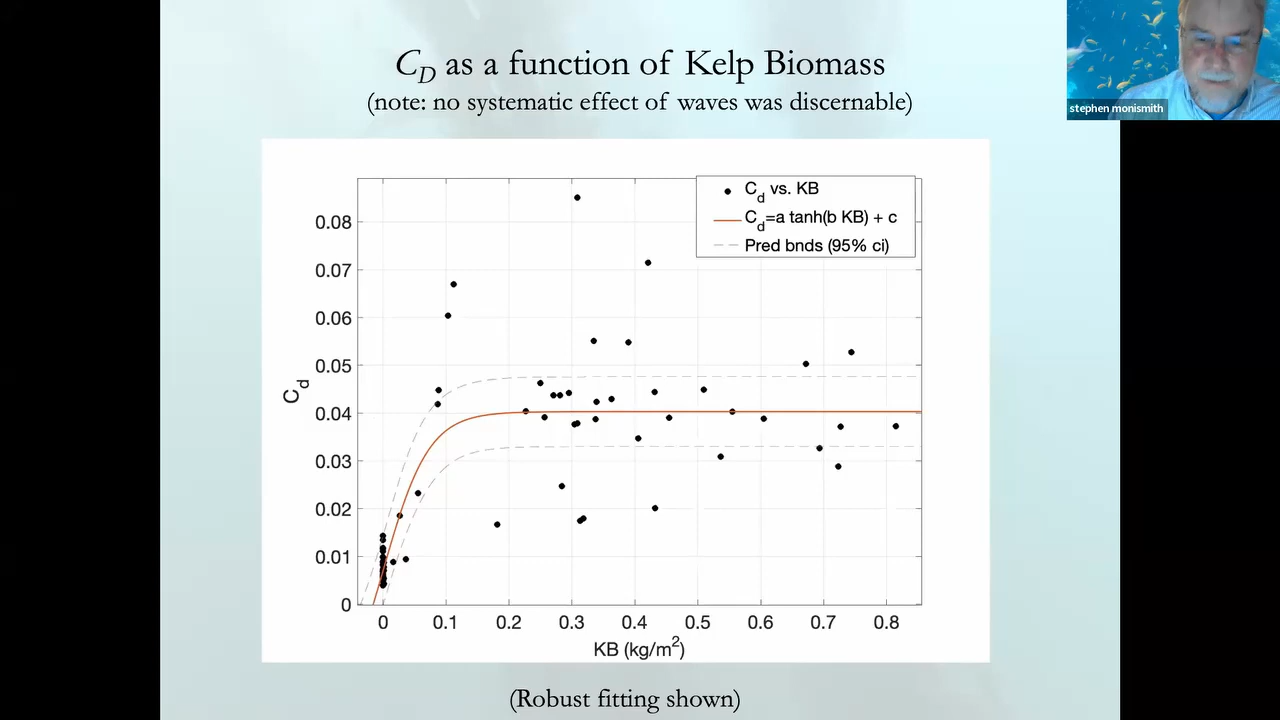 C_D as a function of Kelp Biomass
(note: no systematic effect of waves was discernable)
stephen monismith
C_d vs. KB
C_d=a tanh(b KB) + c
Pred bnds (95% ci)
0.08
0.07
0.06
0.05
0.04
0.03
0.02
0.01
0
C_d
0 0.1 0.2 0.3 0.4 0.5 0.6 0.7 0.8
KB (kg/m^2)
(Robust fitting shown)